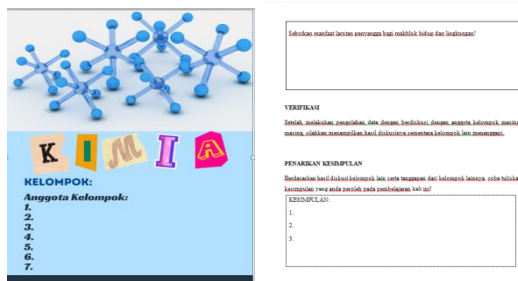 KIMIA
KELOMPOK:
Anggota Kelompok:
1.
2.
3.
4.
5.
6.
7.
Sebutkan manfaat larutan penyangga bagi makhluk hidup dan lingkungan!
VERIFIKASI
Setelah melakukan pengolahan data dengan berdiskusi dengan anggota kelompok masing
masing, silahkan menampilkan hasil diskusinya sementara kelompok lain menanggapi.
PENARIKAN KESIMPULAN
Berdasarkan hasil diskusi kelompok lain serta tanggapan dari kelompok lainnya, coba tuliskan
kesimpulan yang anda peroleh pada pembelajaran kali ini!
KESIMPULAN:
1.
2.
3.